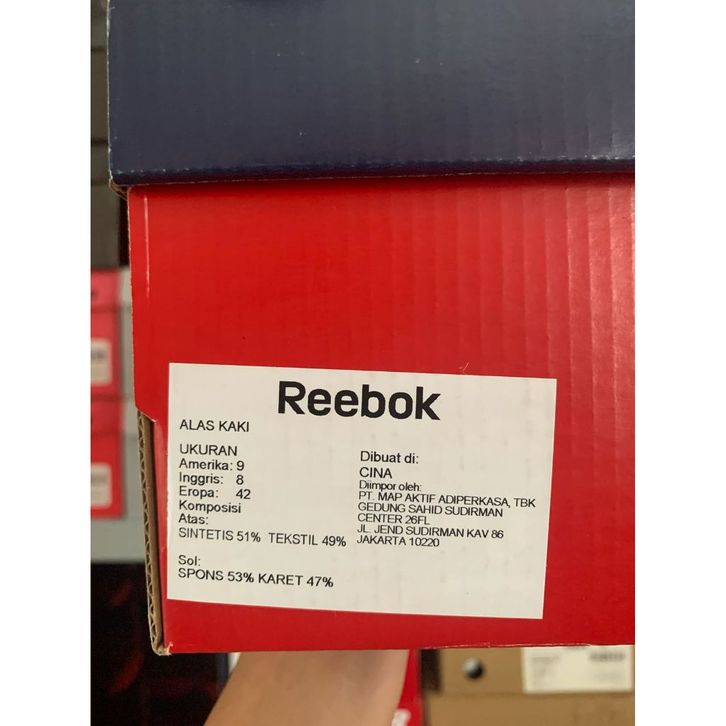 Reebok
ALAS KAKI
UKURAN
Amerika: 9
Inggris: 8
Eropa: 42
Komposisi
Atas:
SINTETIS 51% TEKSTIL 49%
Sol:
SPONS 53% KARET 47%
Dibuat di:
CINA
Diimpor oleh:
PT. MAP AKTIF ADIPERKASA, TBK
GEDUNG SAHID SUDIRMAN
CENTER 26FL
JL. JEND SUDIRMAN KAV 86
JAKARTA 10220